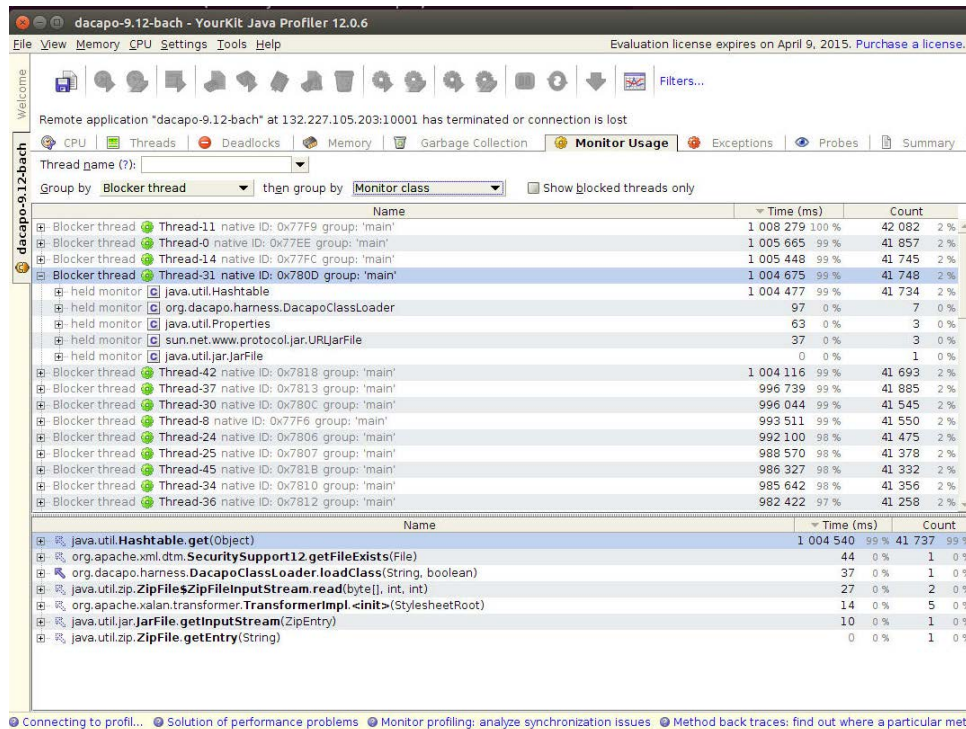 dacapo-9.12-bach - YourKit Java Profiler 12.0.6
File View Memory CPU Settings Tools Help Evaluation license expires on April 9, 2015. Purchase a license.
Welcome
dacapo-9.12-bach
Filters...
Remote application "dacapo-9.12-bach" at 132.227.105.203:10001 has terminated or connection is lost
CPU Threads Deadlocks Memory Garbage Collection Monitor Usage Exceptions Probes Summary
Thread name (?):
Group by Blocker thread then group by Monitor class Show blocked threads only
Name Time (ms) Count
Blocker thread Thread-11 native ID: 0x77F9 group: 'main' 1 008 279 100 % 42 082 2 %
Blocker thread Thread-0 native ID: 0x77EE group: 'main' 1 005 665 99 % 41 857 2 %
Blocker thread Thread-14 native ID: 0x77FC group: 'main' 1 005 448 99 % 41 745 2 %
Blocker thread Thread-31 native ID: 0x780D group: 'main' 1 004 675 99 % 41 748 2 %
held monitor C java.util.Hashtable 1 004 477 99 % 41 734 2 %
held monitor C org.dacapo.harness.DacapoClassLoader 97 0 % 7 0 %
held monitor C java.util.Properties 63 0 % 3 0 %
held monitor C sun.net.www.protocol.jar.URLJarFile 37 0 % 3 0 %
held monitor C java.util.jar.JarFile 0 0 % 1 0 %
Blocker thread Thread-42 native ID: 0x7818 group: 'main' 1 004 116 99 % 41 693 2 %
Blocker thread Thread-37 native ID: 0x7813 group: 'main' 996 739 99 % 41 885 2 %
Blocker thread Thread-30 native ID: 0x780C group: 'main' 996 044 99 % 41 545 2 %
Blocker thread Thread-8 native ID: 0x77F6 group: 'main' 993 511 99 % 41 550 2 %
Blocker thread Thread-24 native ID: 0x7806 group: 'main' 992 100 98 % 41 475 2 %
Blocker thread Thread-25 native ID: 0x7807 group: 'main' 988 570 98 % 41 378 2 %
Blocker thread Thread-45 native ID: 0x781B group: 'main' 986 327 98 % 41 332 2 %
Blocker thread Thread-34 native ID: 0x7810 group: 'main' 985 642 98 % 41 356 2 %
Blocker thread Thread-36 native ID: 0x7812 group: 'main' 982 422 97 % 41 258 2 %
Name Time (ms) Count
java.util.Hashtable.get(Object) 1 004 540 99 % 41 737 99 %
org.apache.xml.dtm.SecuritySupport12.getFileExists(File) 44 0 % 1 0 %
org.dacapo.harness.DacapoClassLoader.loadClass(String, boolean) 37 0 % 1 0 %
java.util.zip.ZipFile$ZipFileInputStream.read(byte[], int, int) 27 0 % 2 0 %
org.apache.xalan.transformer.TransformerImpl.<init>(StylesheetRoot) 14 0 % 5 0 %
java.util.jar.JarFile.getInputStream(ZipEntry) 10 0 % 1 0 %
java.util.zip.ZipFile.getEntry(String) 0 0 % 1 0 %
Connecting to profil... Solution of performance problems Monitor profiling: analyze synchronization issues Method back traces: find out where a particular met